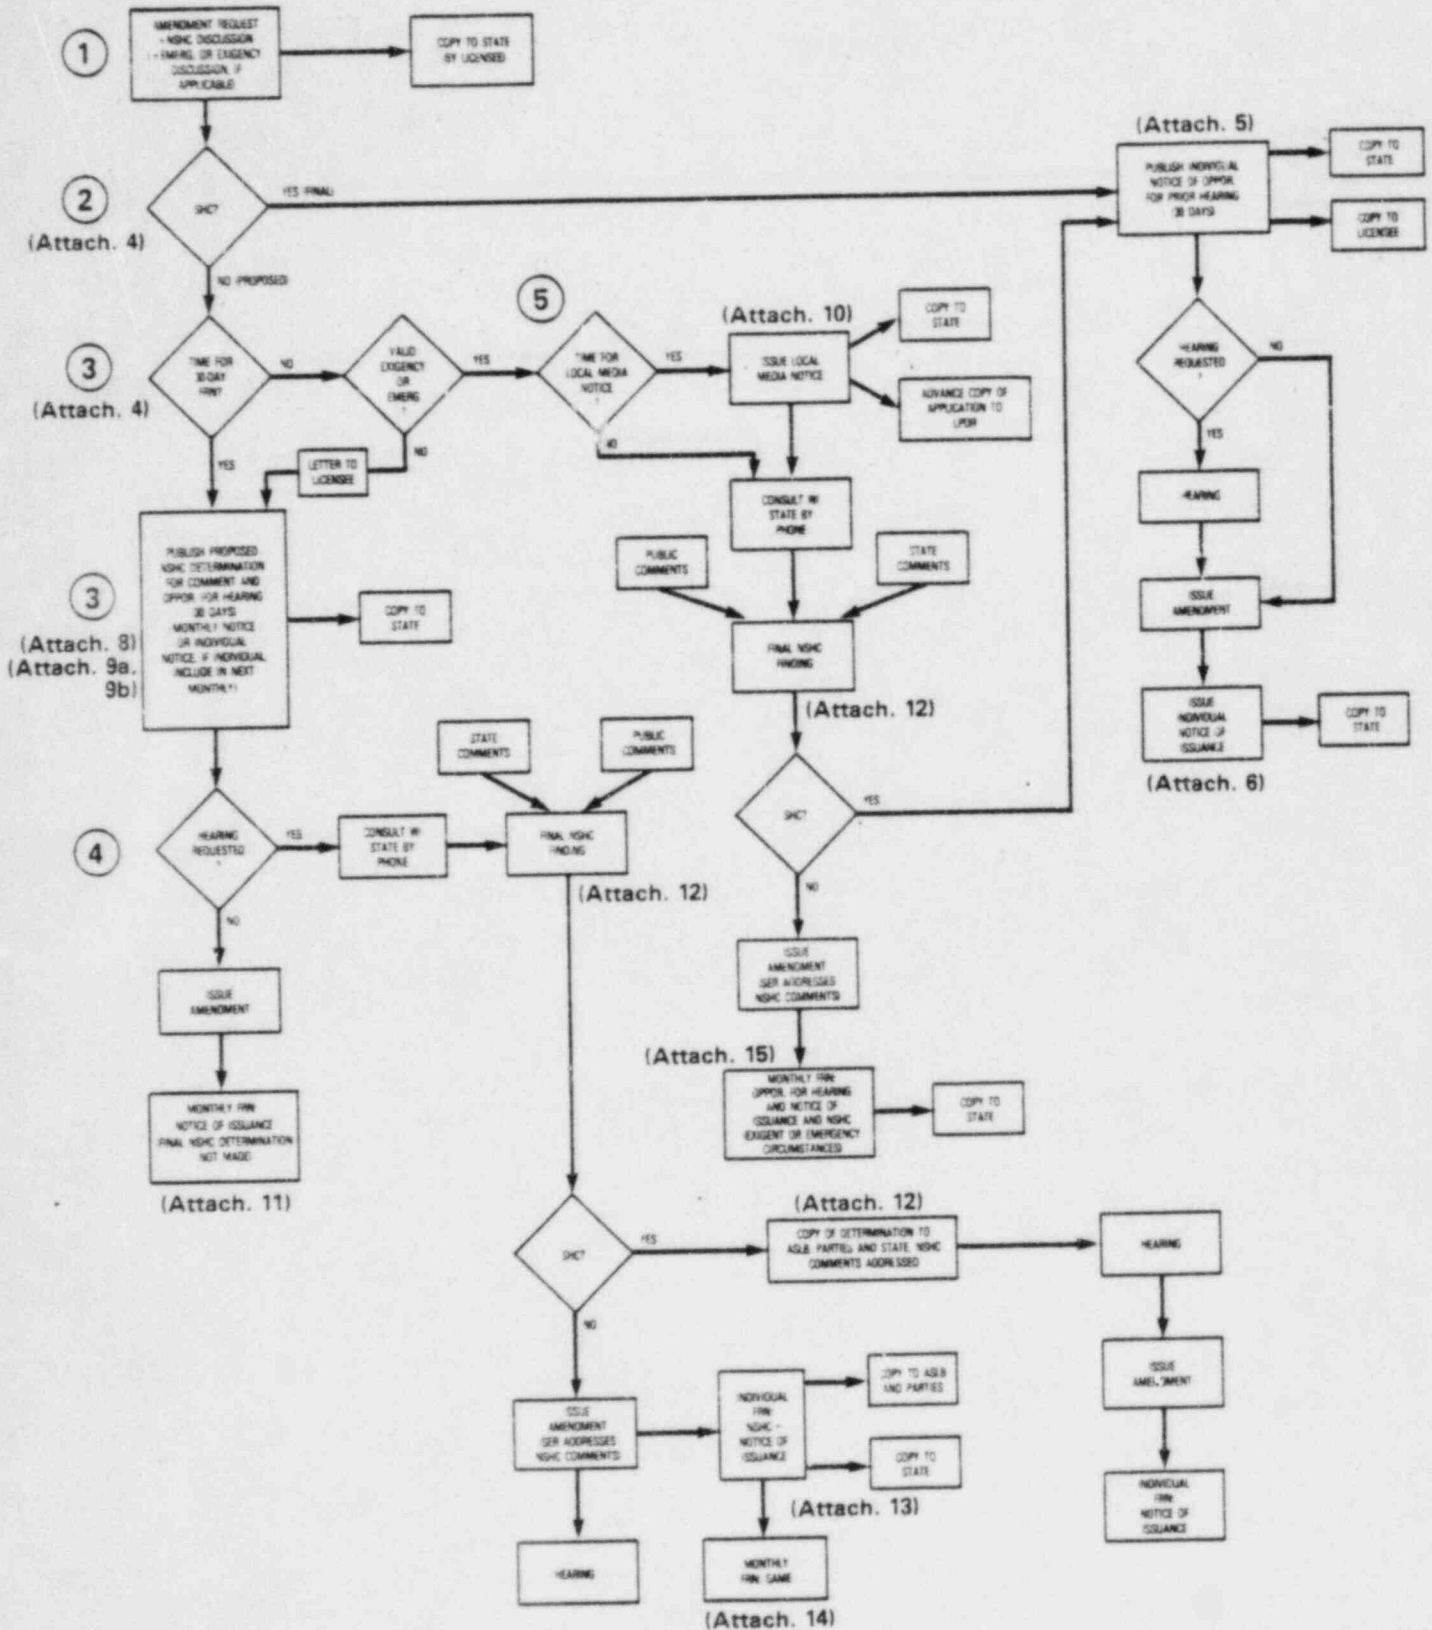 1
AMENDMENT REQUEST
- NSHC DISCUSSION
- EMERG. OR EXIGENCY
DISCUSSION, IF
APPLICABLE)
COPY TO STATE
(BY LICENSEE)
2
(Attach. 4)
SHC?
YES (FINAL)
NO (PROPOSED)
(Attach. 5)
PUBLISH INDIVIDUAL
NOTICE OF OPPOR.
FOR PRIOR HEARING
(30 DAYS)
COPY TO
STATE
COPY TO
LICENSEE
HEARING
REQUESTED
?
NO
YES
HEARING
ISSUE
AMENDMENT
ISSUE
INDIVIDUAL
NOTICE OF
ISSUANCE
COPY TO
STATE
(Attach. 6)
3
(Attach. 4)
TIME FOR
30-DAY
FRN?
NO
YES
VALID
EXIGENCY
OR
EMERG
?
YES
NO
LETTER TO
LICENSEE
5
TIME FOR
LOCAL MEDIA
NOTICE
?
YES
NO
(Attach. 10)
ISSUE LOCAL
MEDIA NOTICE
COPY TO
STATE
ADVANCE COPY OF
APPLICATION TO
LPDR
CONSULT W/
STATE BY
PHONE
PUBLIC
COMMENTS
STATE
COMMENTS
FINAL NSHC
FINDING
(Attach. 12)
SHC?
YES
NO
ISSUE
AMENDMENT
(SER ADDRESSES
NSHC COMMENTS)
(Attach. 15)
MONTHLY FRN:
OPPOR. FOR HEARING
AND NOTICE OF
ISSUANCE AND NSHC
(EXIGENT OR EMERGENCY
CIRCUMSTANCES)
COPY TO
STATE
3
(Attach. 8)
(Attach. 9a,
9b)
PUBLISH PROPOSED
NSHC DETERMINATION
FOR COMMENT AND
OPPOR. FOR HEARING
(30 DAYS)
MONTHLY NOTICE
OR INDIVIDUAL
NOTICE, IF INDIVIDUAL
INCLUDE IN NEXT
MONTHLY)
COPY TO
STATE
4
HEARING
REQUESTED
?
YES
NO
CONSULT W/
STATE BY
PHONE
STATE
COMMENTS
PUBLIC
COMMENTS
FINAL NSHC
FINDING
(Attach. 12)
ISSUE
AMENDMENT
MONTHLY FRN:
NOTICE OF ISSUANCE
(FINAL NSHC DETERMINATION
NOT MADE)
(Attach. 11)
SHC?
YES
NO
(Attach. 12)
COPY OF DETERMINATION TO
ASLB, PARTIES AND STATE, NSHC
COMMENTS ADDRESSED
HEARING
ISSUE
AMENDMENT
INDIVIDUAL
FRN:
NOTICE OF
ISSUANCE
ISSUE
AMENDMENT
(SER ADDRESSES
NSHC COMMENTS)
HEARING
INDIVIDUAL
FRN:
NSHC -
NOTICE OF
ISSUANCE
COPY TO ASLB
AND PARTIES
COPY TO
STATE
(Attach. 13)
MONTHLY
FRN: SAME
(Attach. 14)